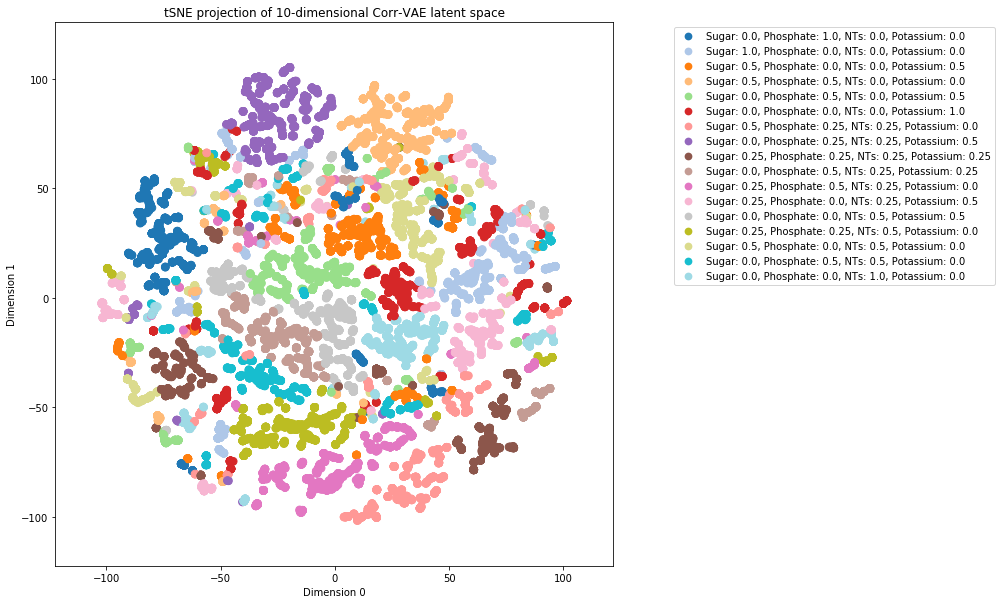 tSNE projection of 10-dimensional Corr-VAE latent space
Sugar: 0.0, Phosphate: 1.0, NTs: 0.0, Potassium: 0.0
Sugar: 1.0, Phosphate: 0.0, NTs: 0.0, Potassium: 0.0
Sugar: 0.5, Phosphate: 0.0, NTs: 0.0, Potassium: 0.5
Sugar: 0.5, Phosphate: 0.5, NTs: 0.0, Potassium: 0.0
Sugar: 0.0, Phosphate: 0.5, NTs: 0.0, Potassium: 0.5
Sugar: 0.0, Phosphate: 0.0, NTs: 0.0, Potassium: 1.0
Sugar: 0.5, Phosphate: 0.25, NTs: 0.25, Potassium: 0.0
Sugar: 0.0, Phosphate: 0.25, NTs: 0.25, Potassium: 0.5
Sugar: 0.25, Phosphate: 0.25, NTs: 0.25, Potassium: 0.25
Sugar: 0.0, Phosphate: 0.5, NTs: 0.25, Potassium: 0.25
Sugar: 0.25, Phosphate: 0.5, NTs: 0.25, Potassium: 0.0
Sugar: 0.25, Phosphate: 0.0, NTs: 0.25, Potassium: 0.5
Sugar: 0.0, Phosphate: 0.0, NTs: 0.5, Potassium: 0.5
Sugar: 0.25, Phosphate: 0.25, NTs: 0.5, Potassium: 0.0
Sugar: 0.5, Phosphate: 0.0, NTs: 0.5, Potassium: 0.0
Sugar: 0.0, Phosphate: 0.5, NTs: 0.5, Potassium: 0.0
Sugar: 0.0, Phosphate: 0.0, NTs: 1.0, Potassium: 0.0
Dimension 1
100
50
0
−50
−100
−100
−50
0
50
100
Dimension 0